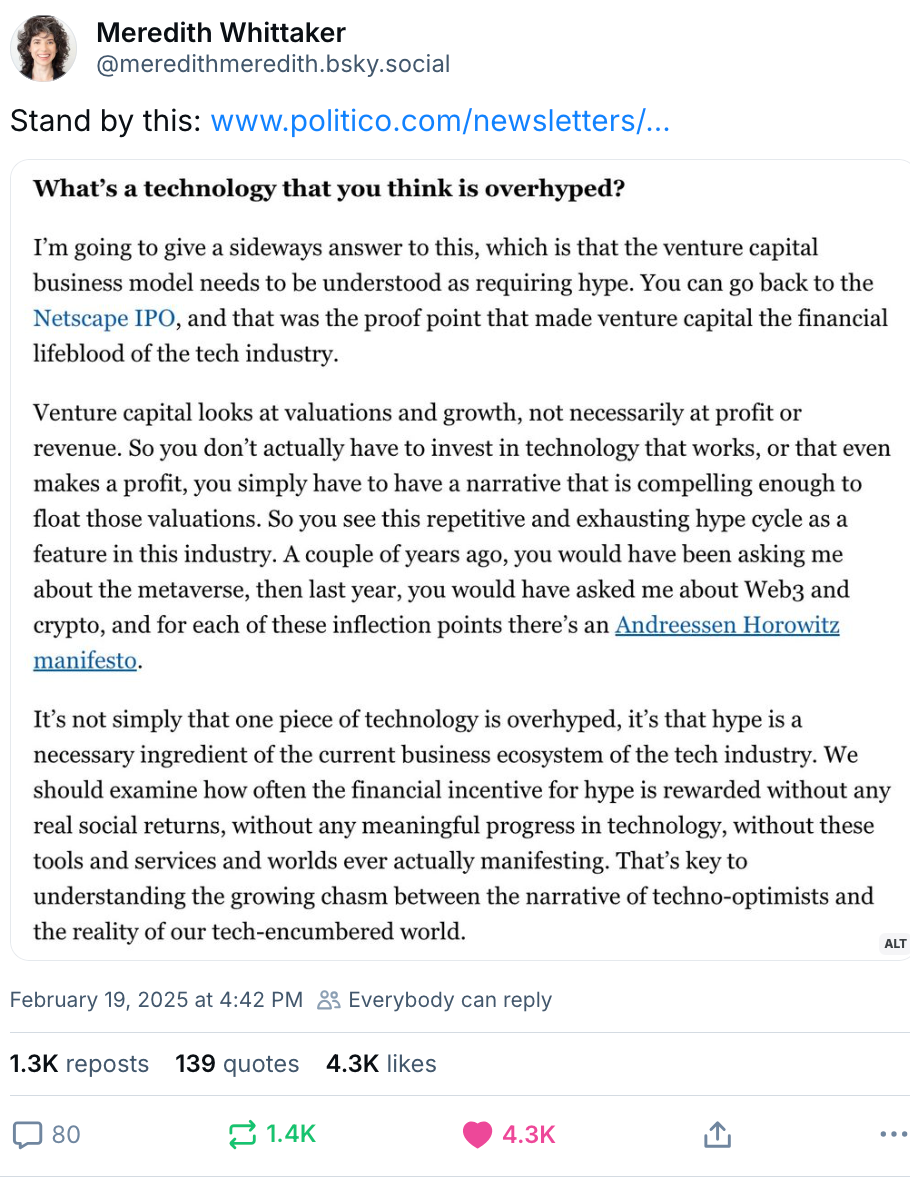 Meredith Whittaker
@meredithmeredith.bsky.social
Stand by this: www.politico.com/newsletters/...
What's a technology that you think is overhyped?
I'm going to give a sideways answer to this, which is that the venture capital
business model needs to be understood as requiring hype. You can go back to the
Netscape IPO, and that was the proof point that made venture capital the financial
lifeblood of the tech industry.
Venture capital looks at valuations and growth, not necessarily at profit or
revenue. So you don't actually have to invest in technology that works, or that even
makes a profit, you simply have to have a narrative that is compelling enough to
float those valuations. So you see this repetitive and exhausting hype cycle as a
feature in this industry. A couple of years ago, you would have been asking me
about the metaverse, then last year, you would have asked me about Web3 and
crypto, and for each of these inflection points there's an Andreessen Horowitz
manifesto.
It's not simply that one piece of technology is overhyped, it's that hype is a
necessary ingredient of the current business ecosystem of the tech industry. We
should examine how often the financial incentive for hype is rewarded without any
real social returns, without any meaningful progress in technology, without these
tools and services and worlds ever actually manifesting. That's key to
understanding the growing chasm between the narrative of techno-optimists and
the reality of our tech-encumbered world.
ALT
February 19, 2025 at 4:42 PM Everybody can reply
1.3K reposts 139 quotes 4.3K likes
80 1.4K 4.3K